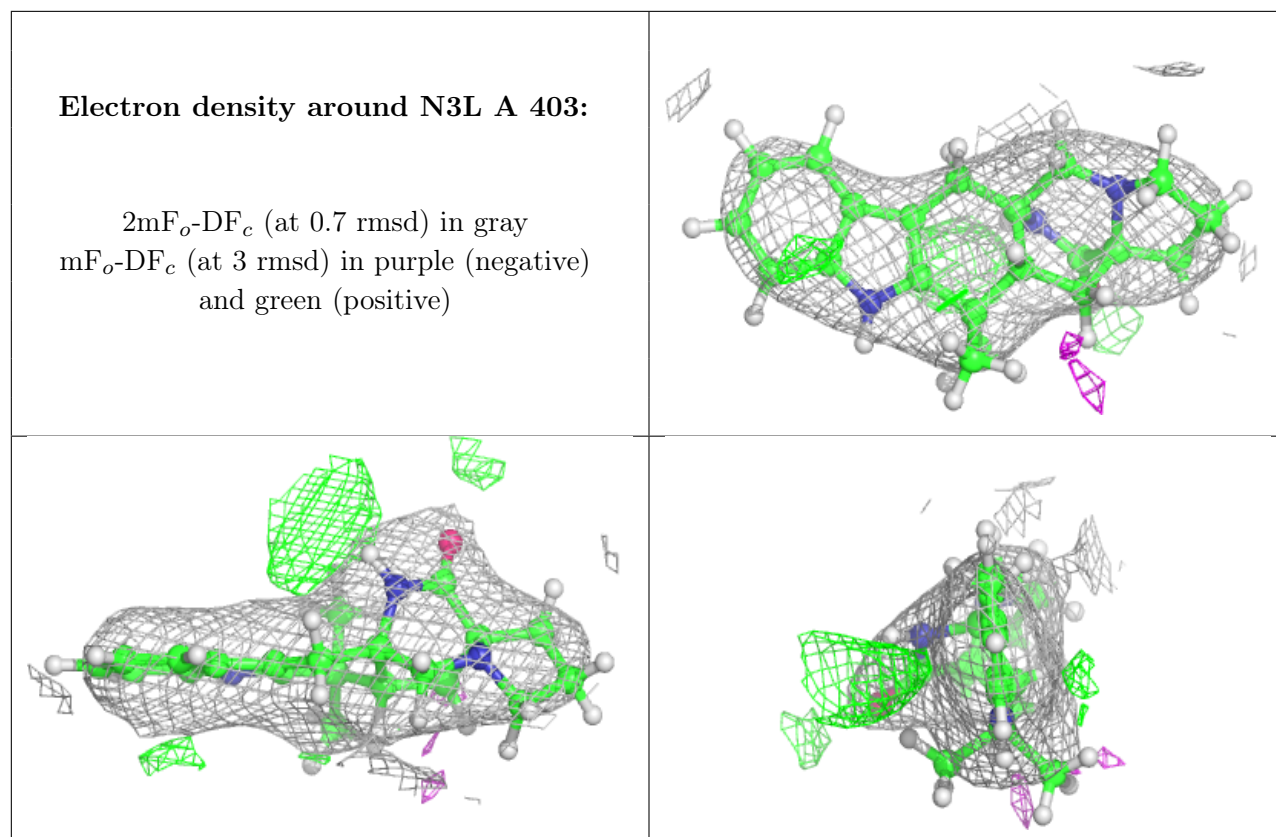 Electron density around N3L A 403:
2mFo-DFc (at 0.7 rmsd) in gray
mFo-DFc (at 3 rmsd) in purple (negative)
and green (positive)